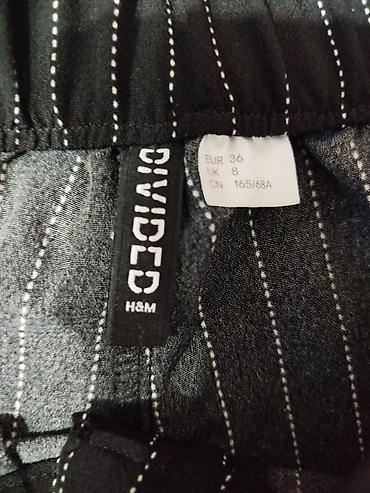 DIVIDED
H&M
EUR 36
UK 8
CN 165/68A